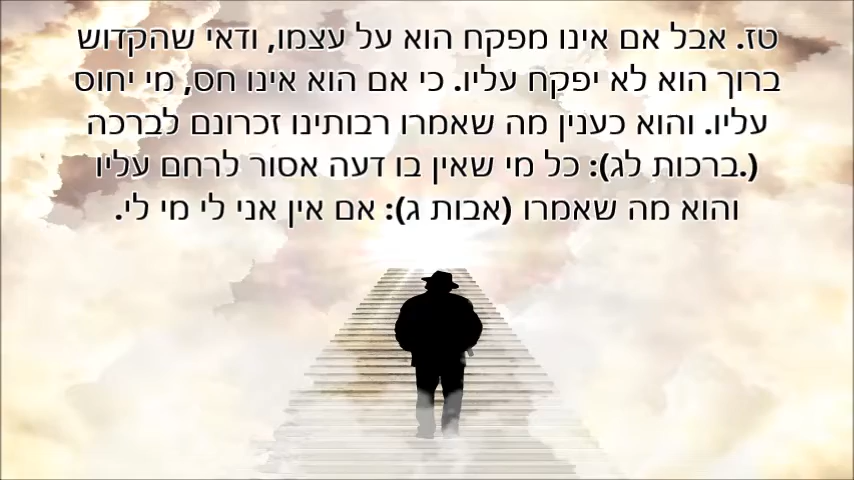 טז. אבל אם אינו מפקח הוא על עצמו, ודאי שהקדוש
ברוך הוא לא יפקח עליו. כי אם הוא אינו חס, מי יחוס
עליו. והוא כענין מה שאמרו רבותינו זכרונם לברכה
(ברכות לג.): כל מי שאין בו דעה אסור לרחם עליו
והוא מה שאמרו (אבות ג): אם אין אני לי מי לי.